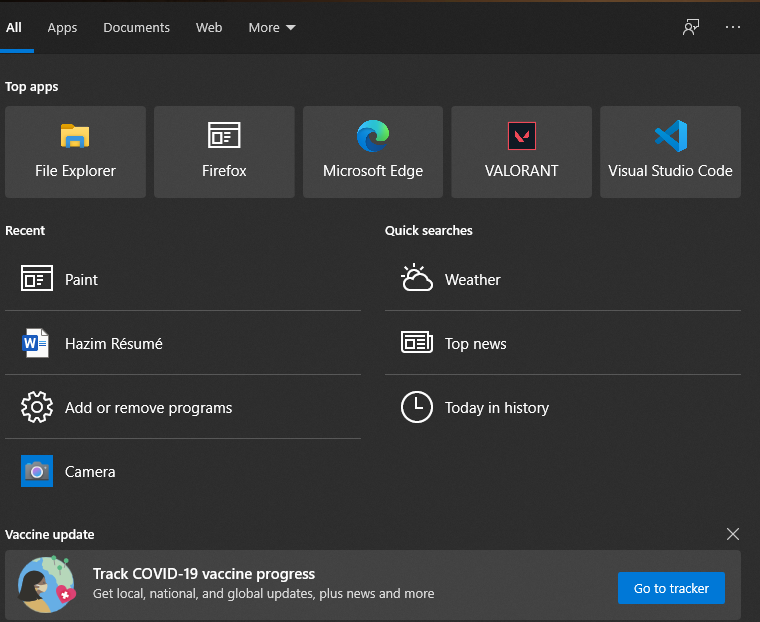 All Apps Documents Web More
Top apps
File Explorer Firefox Microsoft Edge VALORANT Visual Studio Code
Recent
Paint
Hazim Résumé
Add or remove programs
Camera
Quick searches
Weather
Top news
Today in history
Vaccine update
Track COVID-19 vaccine progress
Get local, national, and global updates, plus news and more
Go to tracker